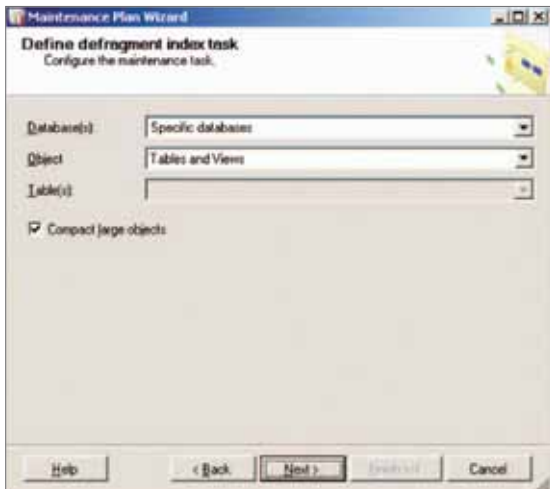 Maintenance Plan Wizard
Define defragment index task
Configure the maintenance task.
Database(s): Specific databases
Object Tables and Views
Table(s):
Compact large objects
Help < Back Next > Cancel